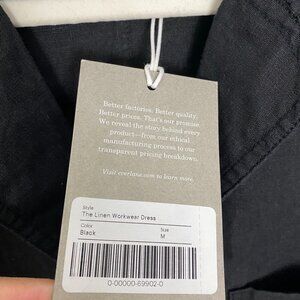 Better factories. Better quality.
Better prices. That's our promise.
We reveal the story behind every
product—from our ethical
manufacturing process to our
transparent pricing breakdown.
Visit everlane.com to learn more.
Style
The Linen Workwear Dress
Color Size
Black M
0-00000-69902-0